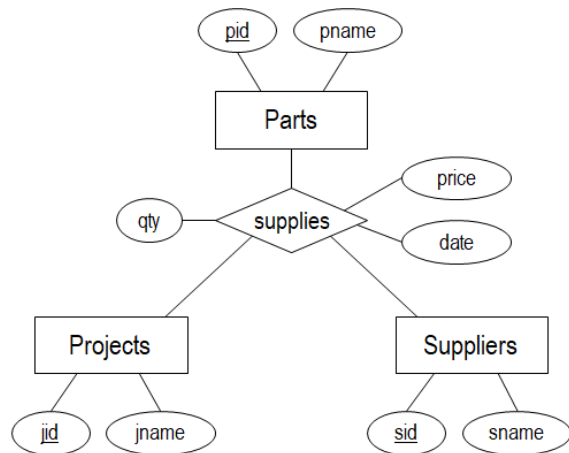 pid
pname
Parts
price
qty
supplies
date
Projects
Suppliers
jid
jname
sid
sname